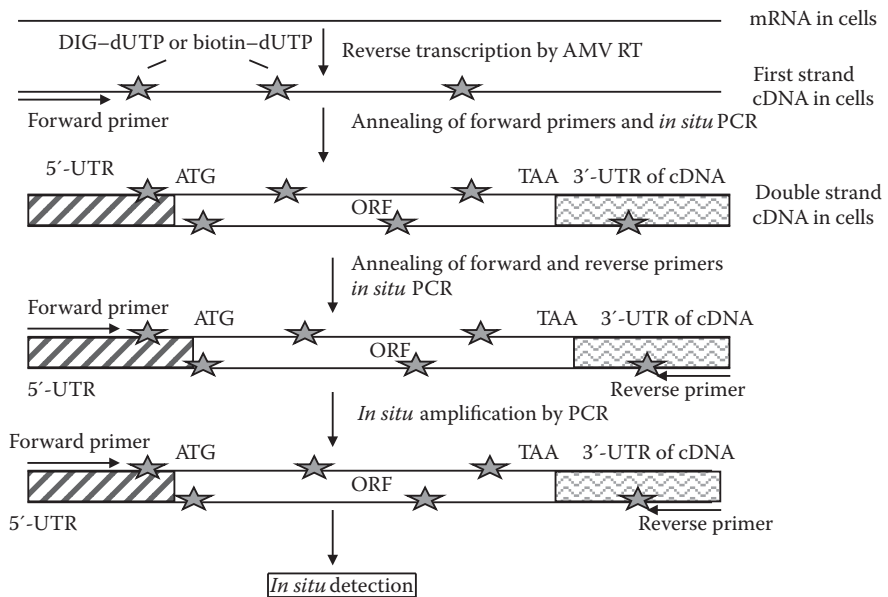 mRNA in cells
DIG–dUTP or biotin–dUTP
Reverse transcription by AMV RT
First strand
cDNA in cells
Forward primer
Annealing of forward primers and in situ PCR
5´-UTR
ATG
TAA
3´-UTR of cDNA
ORF
Double strand
cDNA in cells
Annealing of forward and reverse primers
in situ PCR
Forward primer
ATG
TAA
3´-UTR of cDNA
ORF
5´-UTR
Reverse primer
In situ amplification by PCR
Forward primer
ATG
TAA
3´-UTR of cDNA
ORF
5´-UTR
Reverse primer
In situ detection